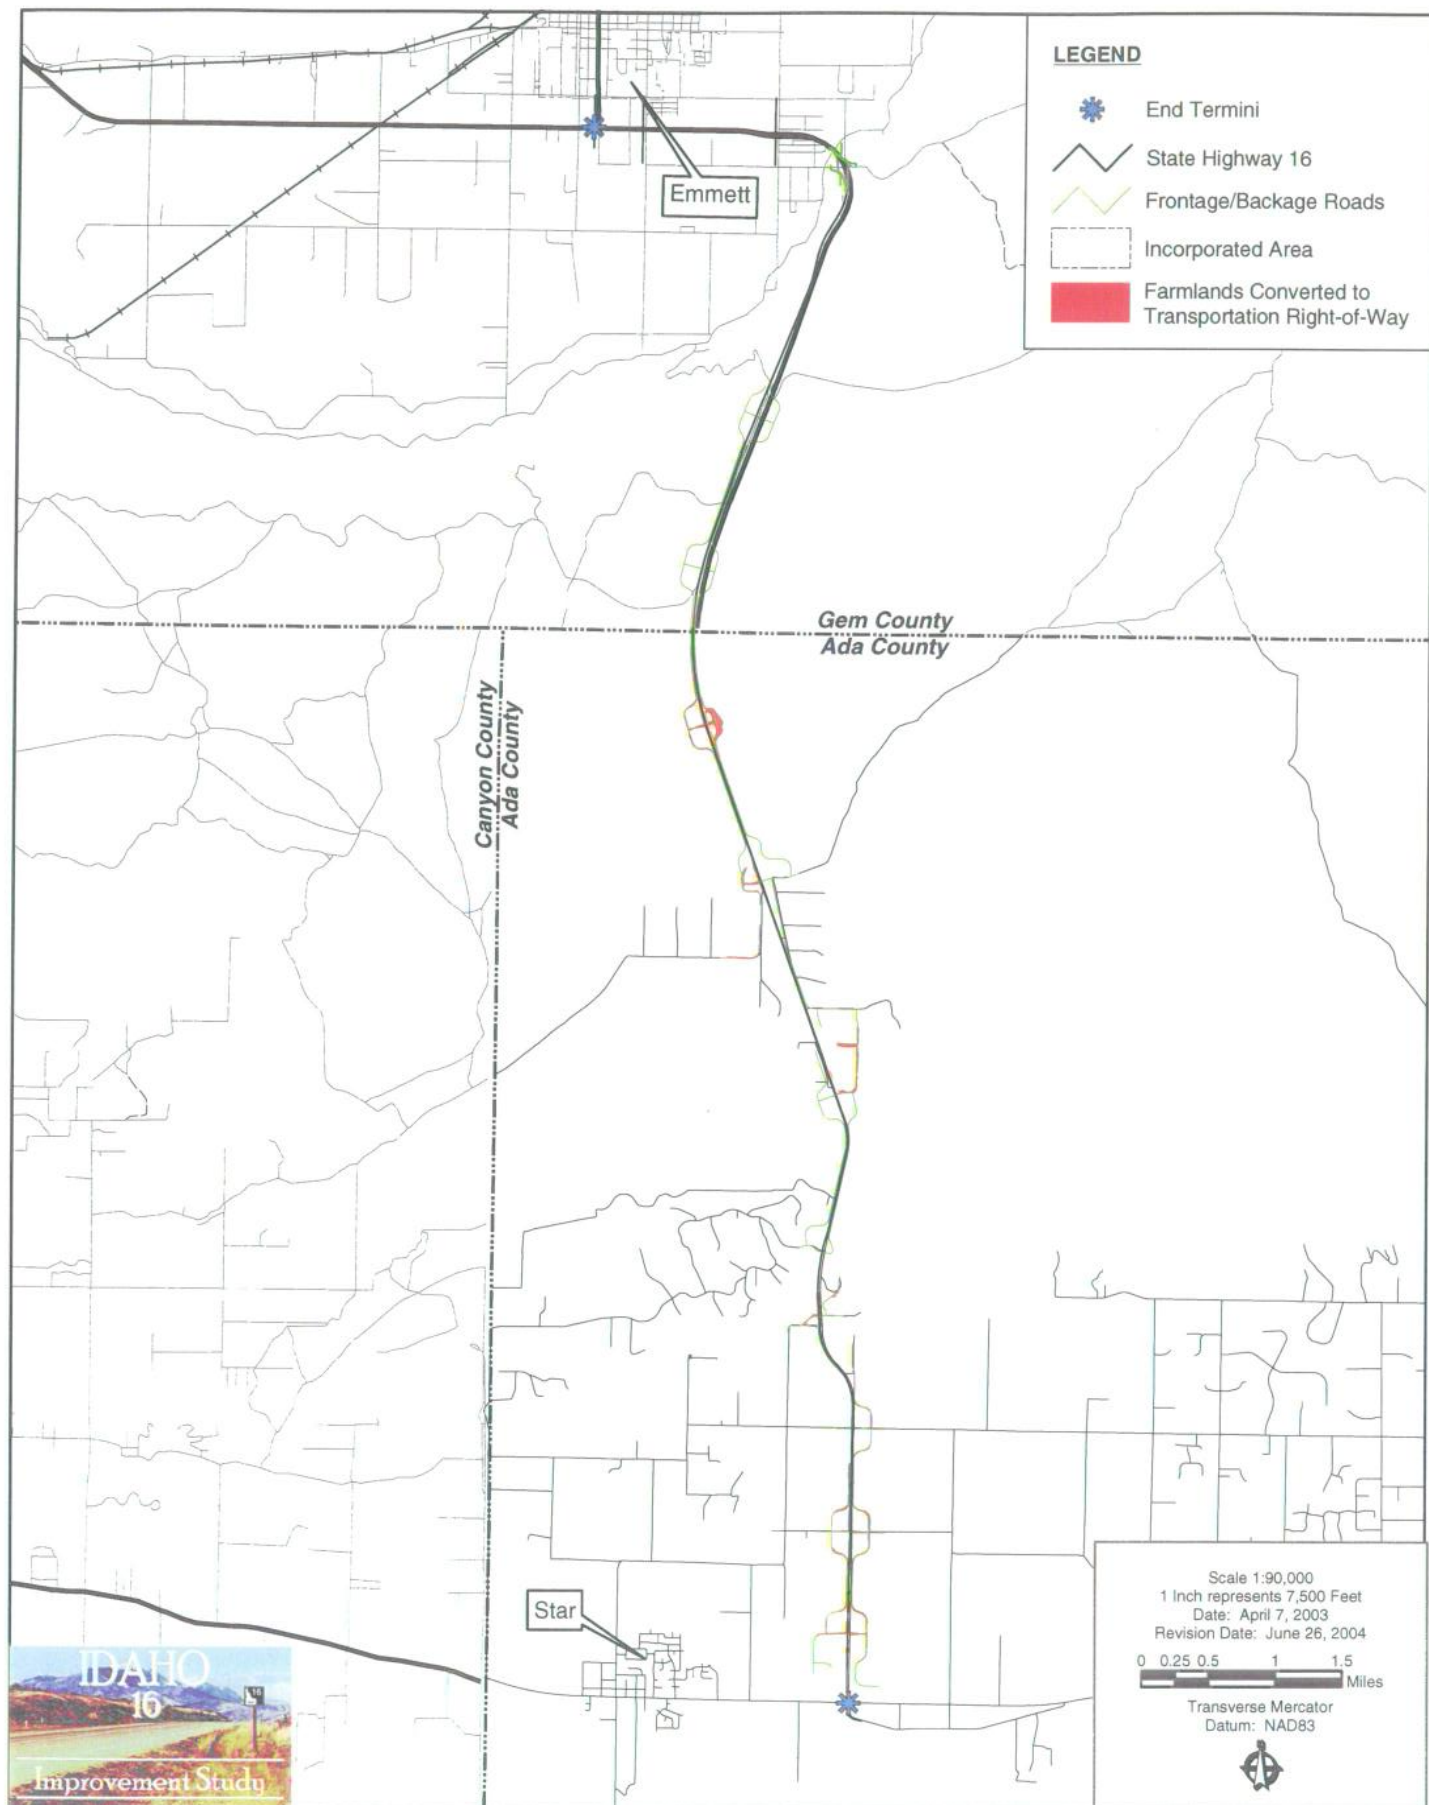 LEGEND
End Termini
State Highway 16
Frontage/Backage Roads
Incorporated Area
Farmlands Converted to
Transportation Right-of-Way
Emmett
Gem County
Ada County
Canyon County
Ada County
Star
Scale 1:90,000
1 Inch represents 7,500 Feet
Date: April 7, 2003
Revision Date: June 26, 2004
0 0.25 0.5 1 1.5
Miles
Transverse Mercator
Datum: NAD83
IDAHO
16
16
Improvement Study